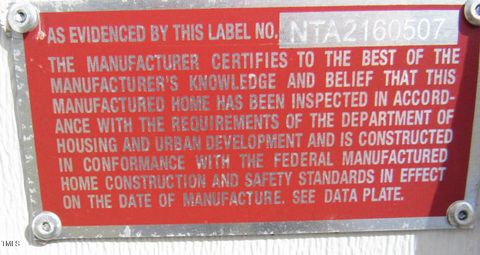 AS EVIDENCED BY THIS LABEL NO. NTA2160507
THE MANUFACTURER CERTIFIES TO THE BEST OF THE
MANUFACTURER'S KNOWLEDGE AND BELIEF THAT THIS
MANUFACTURED HOME HAS BEEN INSPECTED IN ACCORD-
ANCE WITH THE REQUIREMENTS OF THE DEPARTMENT OF
HOUSING AND URBAN DEVELOPMENT AND IS CONSTRUCTED
IN CONFORMANCE WITH THE FEDERAL MANUFACTURED
HOME CONSTRUCTION AND SAFETY STANDARDS IN EFFECT
ON THE DATE OF MANUFACTURE. SEE DATA PLATE.